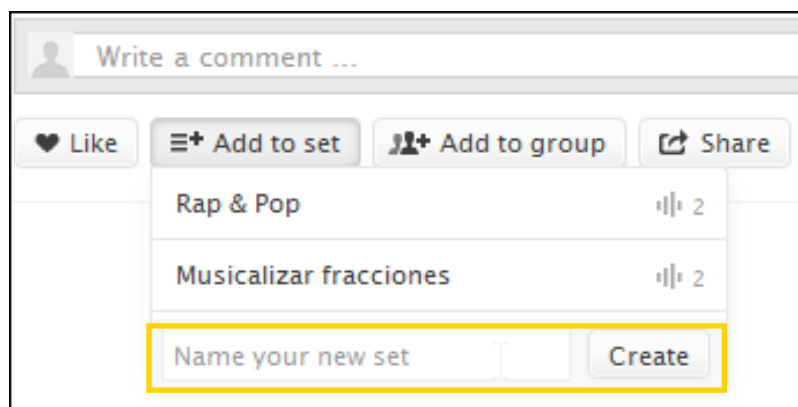 Write a comment ...
Like Add to set Add to group Share
Rap & Pop 2
Musicalizar fracciones 2
Name your new set Create